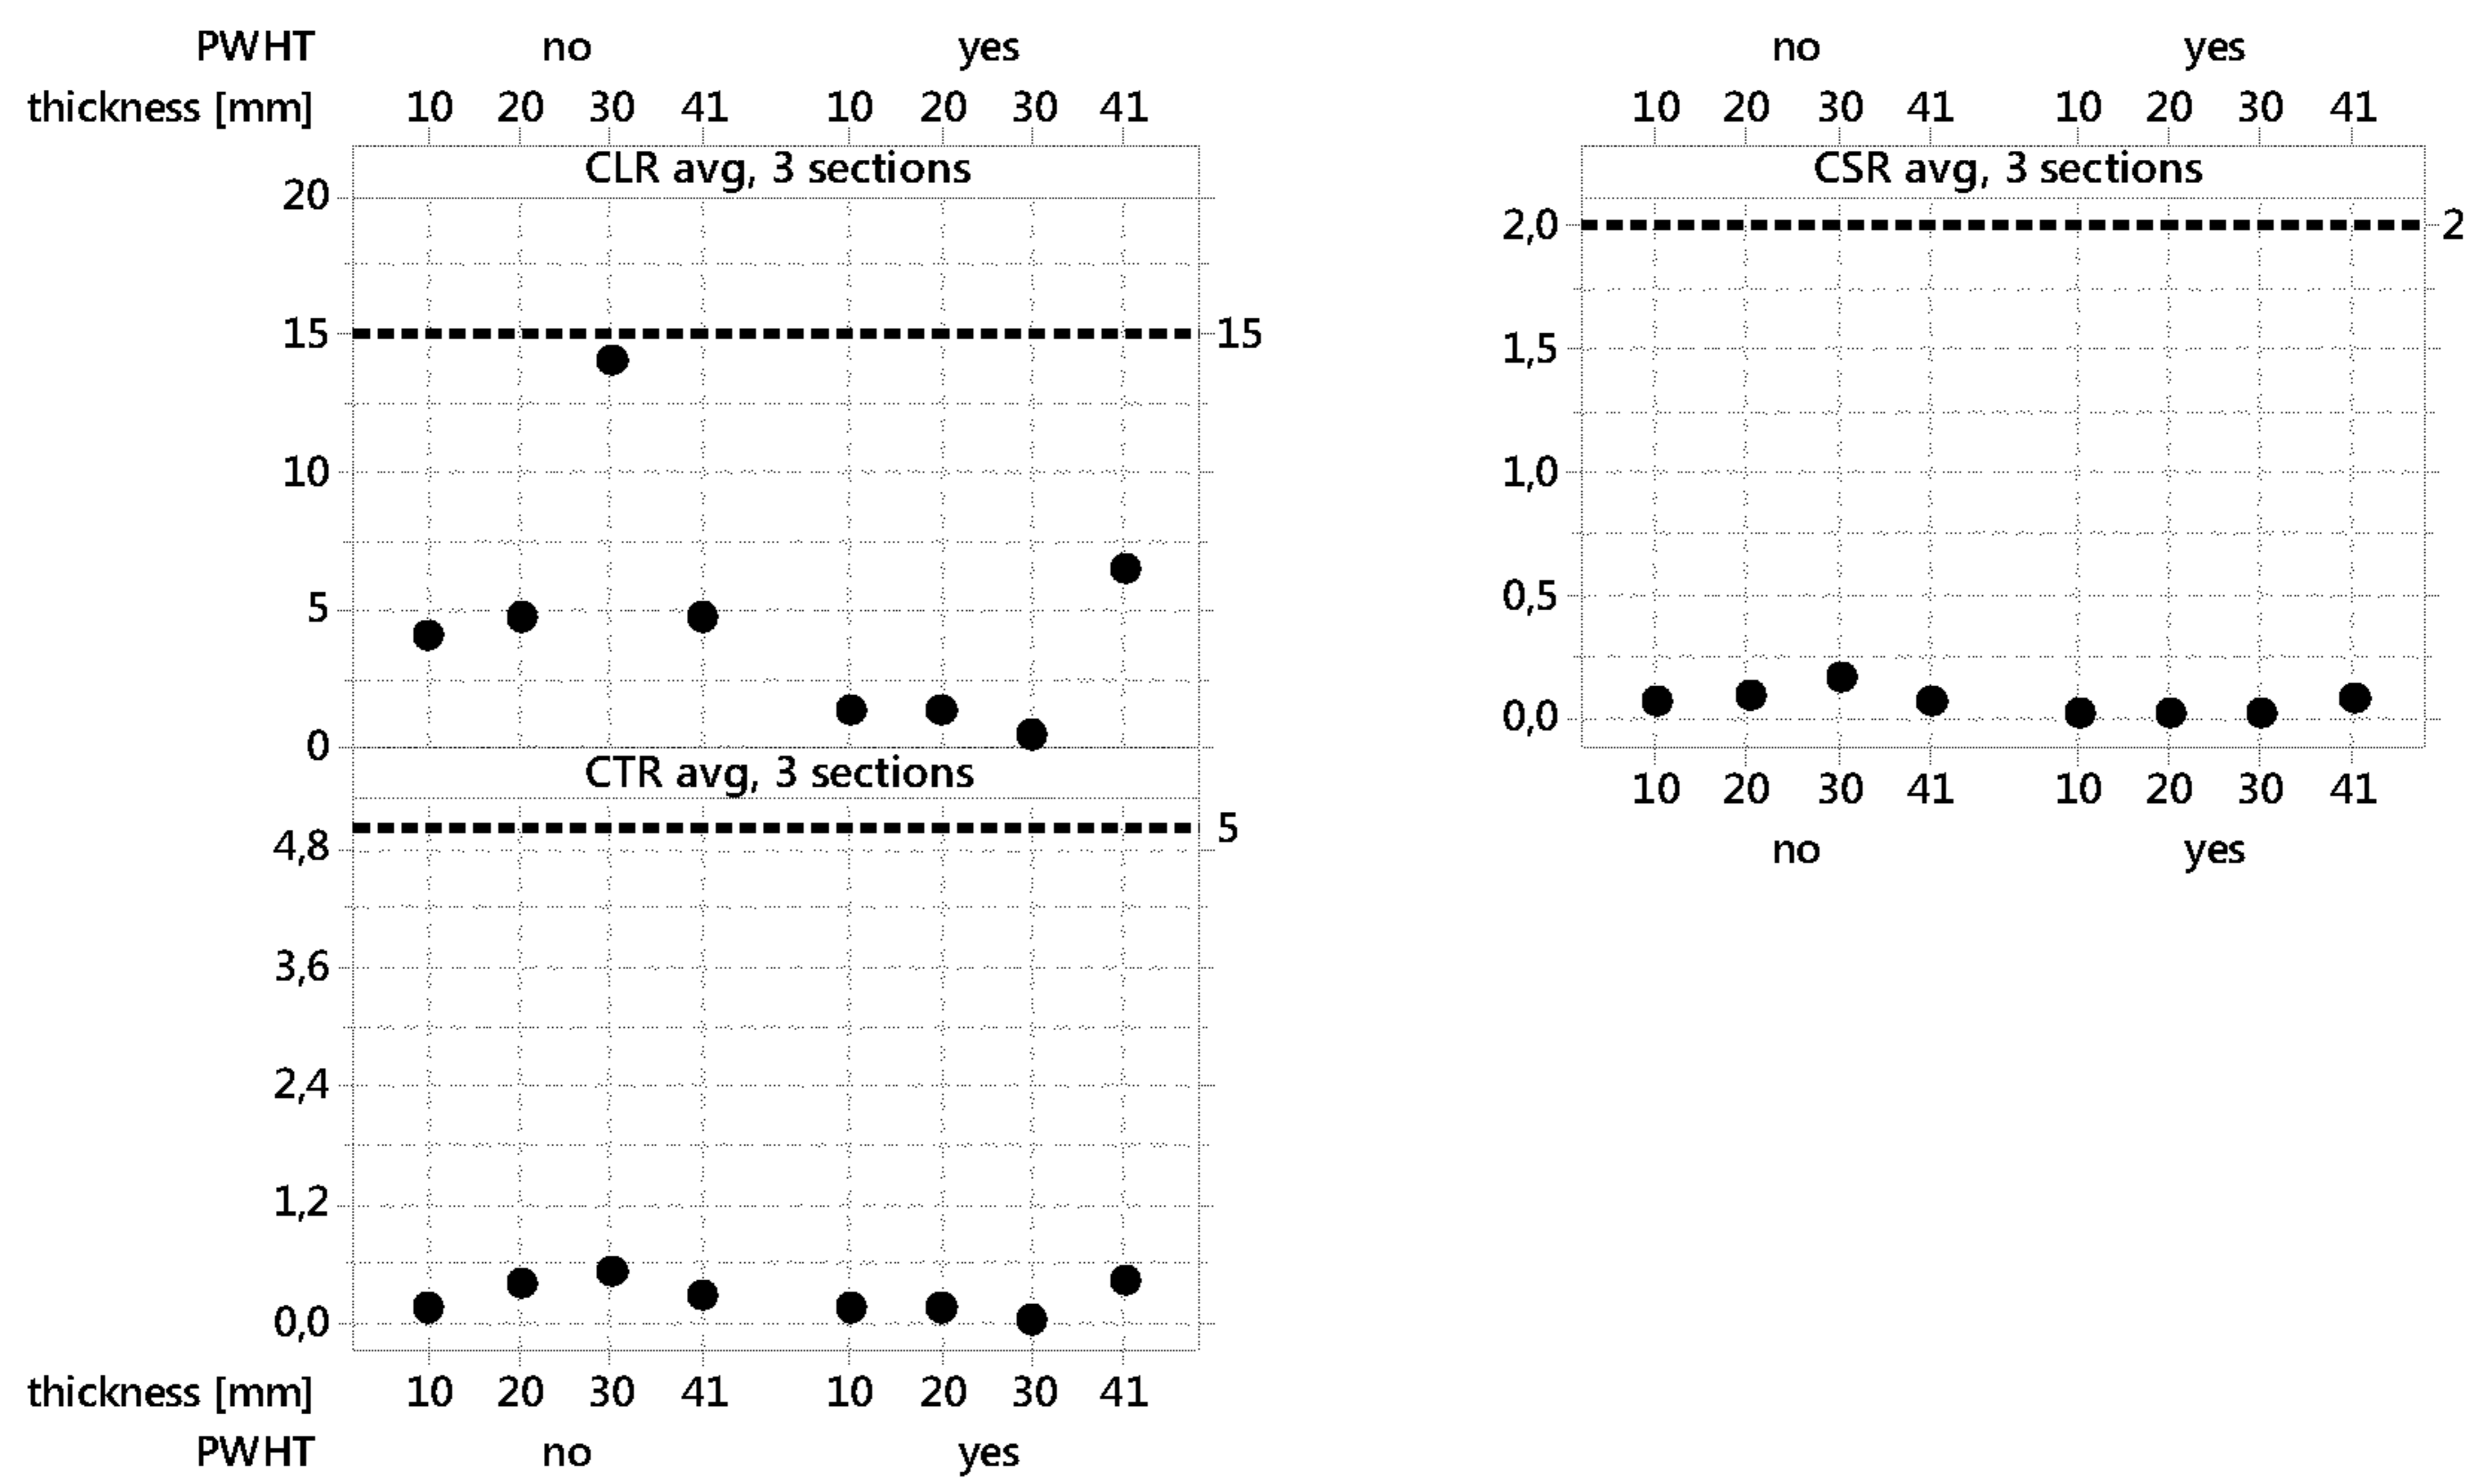 PWHT no yes
thickness [mm] 10 20 30 41 10 20 30 41
CLR avg, 3 sections
20
15 15
10
5
0
CTR avg, 3 sections
5
4,8
3,6
2,4
1,2
0,0
thickness [mm] 10 20 30 41 10 20 30 41
PWHT no yes
no yes
10 20 30 41 10 20 30 41
CSR avg, 3 sections
2,0 2
1,5
1,0
0,5
0,0
10 20 30 41 10 20 30 41
no yes